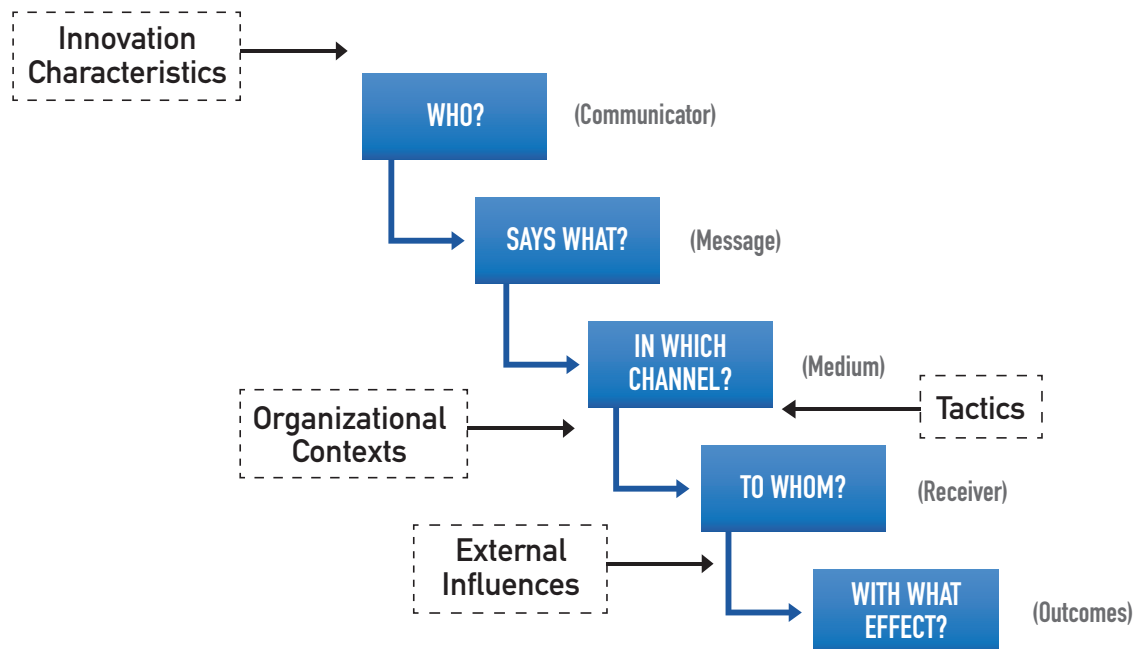 Innovation
Characteristics
WHO?
(Communicator)
SAYS WHAT?
(Message)
IN WHICH
CHANNEL?
(Medium)
Tactics
Organizational
Contexts
TO WHOM?
(Receiver)
External
Influences
WITH WHAT
EFFECT?
(Outcomes)